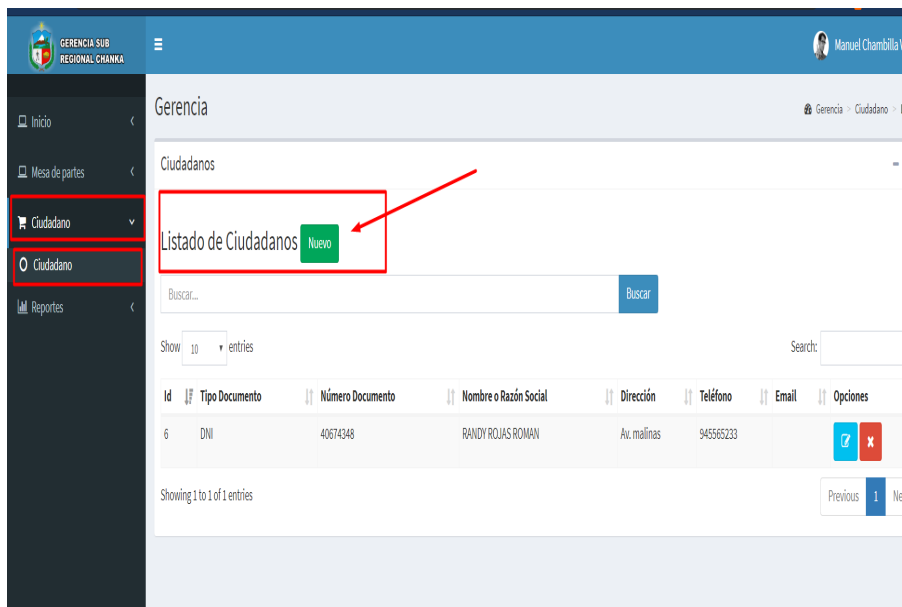 GERENCIA SUB
REGIONAL CHANKA
Manuel Chambilla
Inicio
Mesa de partes
Ciudadano
Ciudadano
Reportes
Gerencia
Gerencia > Ciudadano >
Ciudadanos
Listado de Ciudadanos Nuevo
Buscar... Buscar
Show 10 entries Search:
Id Tipo Documento Número Documento Nombre o Razón Social Dirección Teléfono Email Opciones
6 DNI 40674348 RANDY ROJAS ROMAN Av. malinas 945565233
Showing 1 to 1 of 1 entries Previous 1 Ne